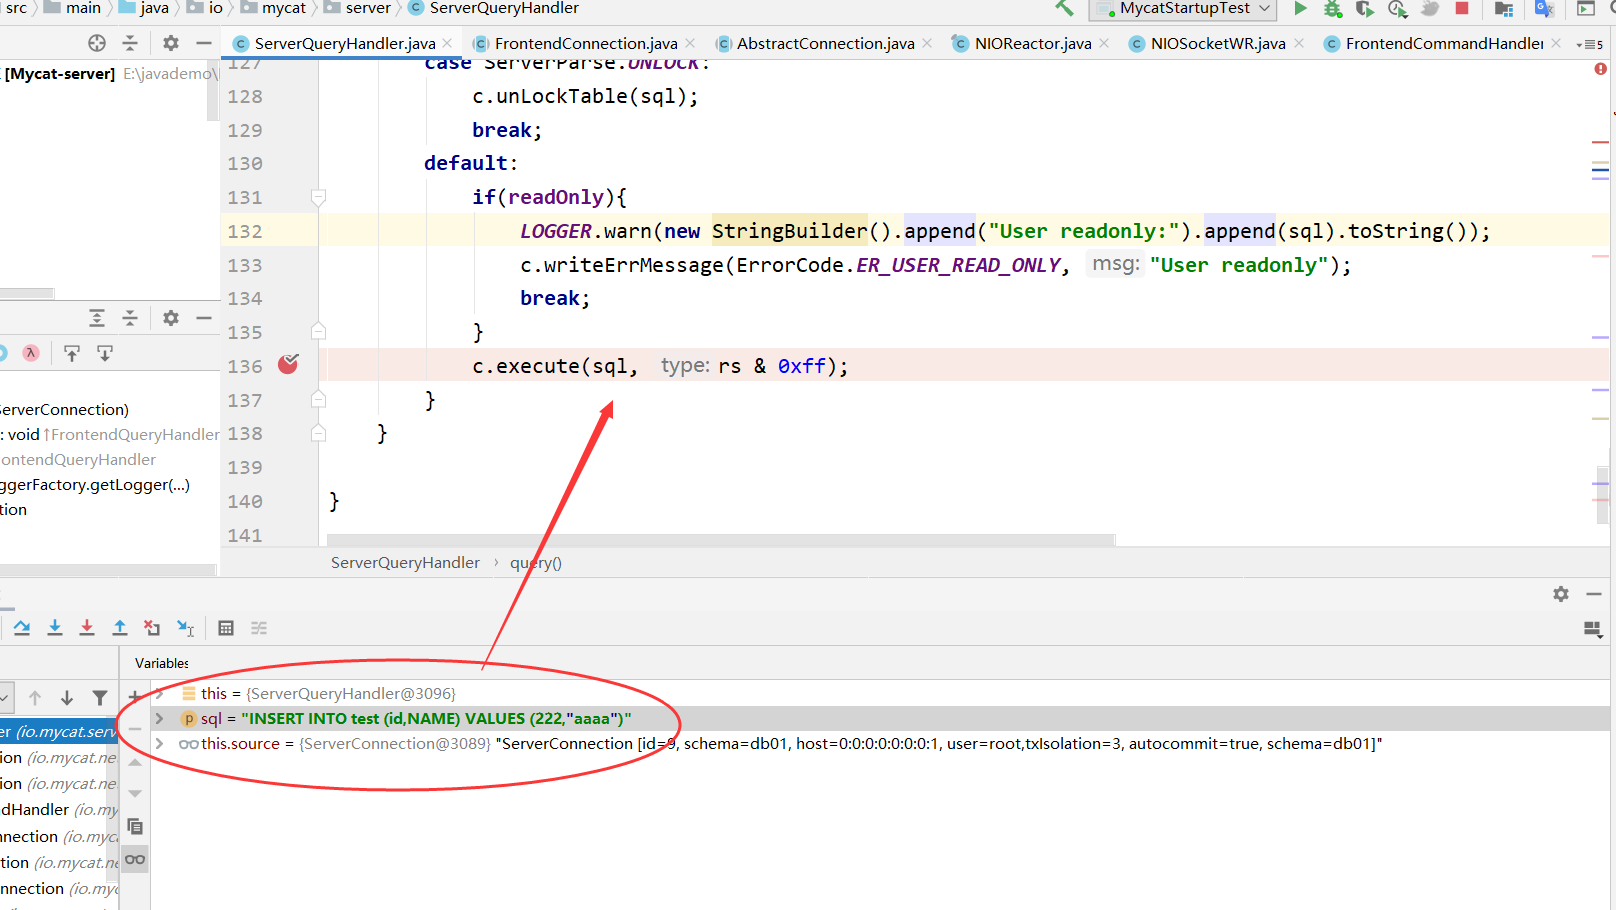 src main java io mycat server ServerQueryHandler MycatStartupTest
ServerQueryHandler.java FrontendConnection.java AbstractConnection.java NIOReactor.java NIOSocketWR.java FrontendCommandHandler 5
[Mycat-server] E:\javademo\
127 case ServerParse.UNLOCK:
128 c.unLockTable(sql);
129 break;
130 default:
131 if(readOnly){
132 LOGGER.warn(new StringBuilder().append("User readonly:").append(sql).toString());
133 c.writeErrMessage(ErrorCode.ER_USER_READ_ONLY, msg: "User readonly");
134 break;
135 }
136 c.execute(sql, type: rs & 0xff);
137 }
138 }
139
140 }
141
ServerConnection)
: void ↑FrontendQueryHandler
ontendQueryHandler
ggerFactory.getLogger(...)
tion
ServerQueryHandler › query()
Variables
this = {ServerQueryHandler@3096}
p sql = "INSERT INTO test (id,NAME) VALUES (222,"aaaa")"
this.source = {ServerConnection@3089} "ServerConnection [id=9, schema=db01, host=0:0:0:0:0:0:0:1, user=root,txIsolation=3, autocommit=true, schema=db01]"
er (io.mycat.serv
ion (io.mycat.ne
ion (io.mycat.ne
dHandler (io.my
nnection (io.myc
tion (io.mycat.ne
nnection (io.myc